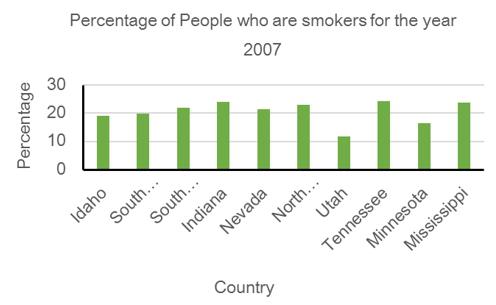 Percentage of People who are smokers for the year
2007
Percentage
30
20
10
0
Idaho
South...
South...
Indiana
Nevada
North...
Utah
Tennessee
Minnesota
Mississippi
Country